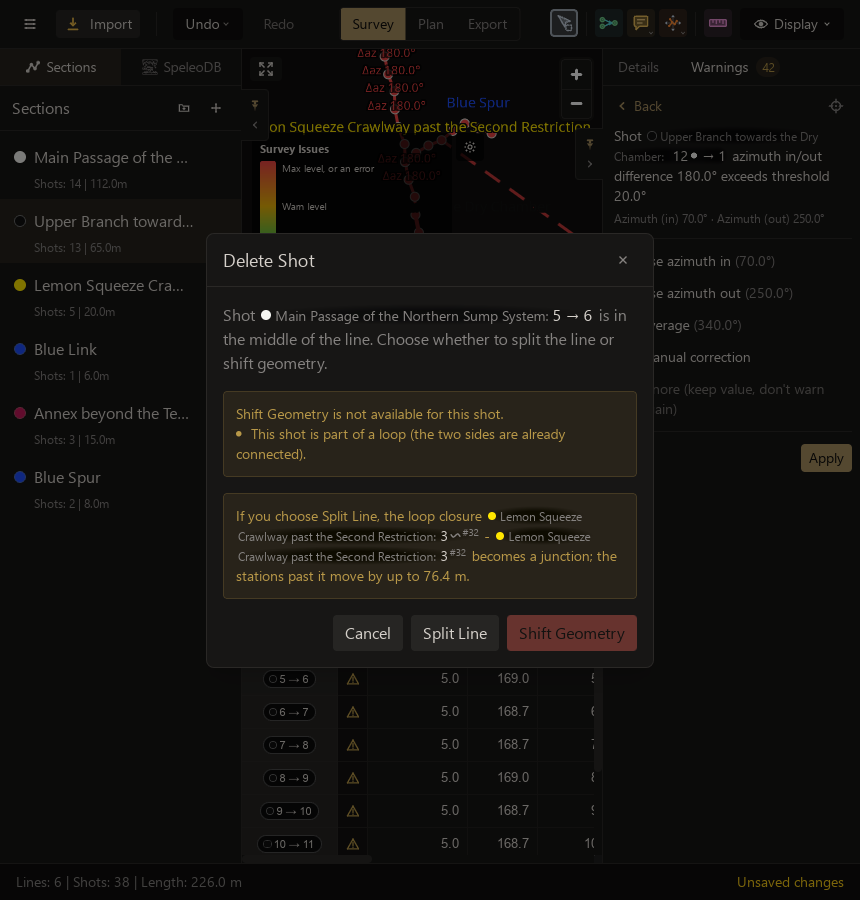 Import
Undo
Redo
Survey
Plan
Export
Display
Sections
SpeleoDB
Sections
Main Passage of the ...
Shots: 14 | 112.0m
Upper Branch toward...
Shots: 13 | 65.0m
Lemon Squeeze Cra...
Shots: 5 | 20.0m
Blue Link
Shots: 1 | 6.0m
Annex beyond the Te...
Shots: 3 | 15.0m
Blue Spur
Shots: 2 | 8.0m
Δaz 180.0°
Δaz 180.0°
Δaz 180.0°
Δaz 180.0°
Blue Spur
on Squeeze Crawlway past the Second Restriction
Δaz 180.0°
Δaz 180.0°
Survey Issues
Max level, or an error
Warn level
Details
Warnings 42
Back
Shot Upper Branch towards the Dry
Chamber: 12 → 1 azimuth in/out
difference 180.0° exceeds threshold
20.0°
Azimuth (in) 70.0° · Azimuth (out) 250.0°
se azimuth in (70.0°)
se azimuth out (250.0°)
verage (340.0°)
anual correction
nore (keep value, don't warn
ain)
Apply
Delete Shot
×
Shot Main Passage of the Northern Sump System: 5 → 6 is in
the middle of the line. Choose whether to split the line or
shift geometry.
Shift Geometry is not available for this shot.
• This shot is part of a loop (the two sides are already
connected).
If you choose Split Line, the loop closure Lemon Squeeze
Crawlway past the Second Restriction: 3 #32 - Lemon Squeeze
Crawlway past the Second Restriction: 3 #32 becomes a junction; the
stations past it move by up to 76.4 m.
Cancel
Split Line
Shift Geometry
5 → 6 5.0 169.0
6 → 7 5.0 168.7
7 → 8 5.0 168.7
8 → 9 5.0 169.0
9 → 10 5.0 168.7
10 → 11 5.0 168.7 10
Lines: 6 | Shots: 38 | Length: 226.0 m
Unsaved changes